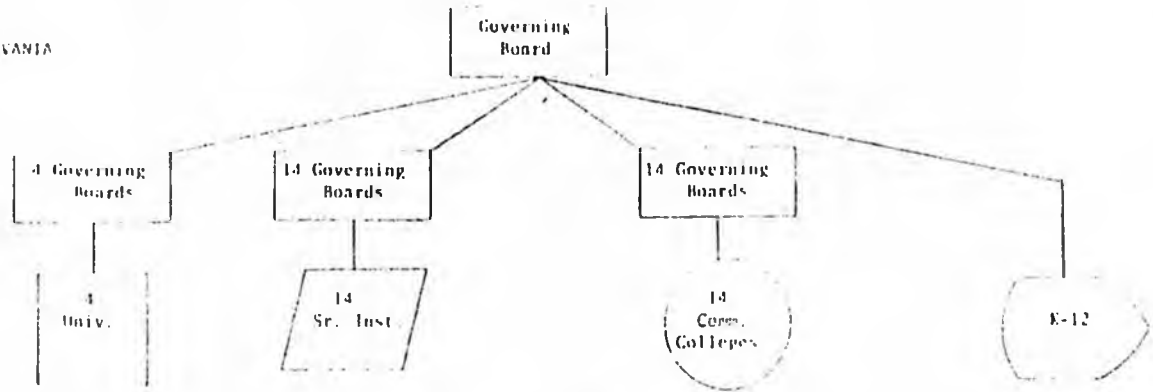 Governing
Board
VANIA
4 Governing
Boards
14 Governing
Boards
14 Governing
Boards
4
Univ.
14
Sr. Inst.
14
Comm.
Colleges
K-12